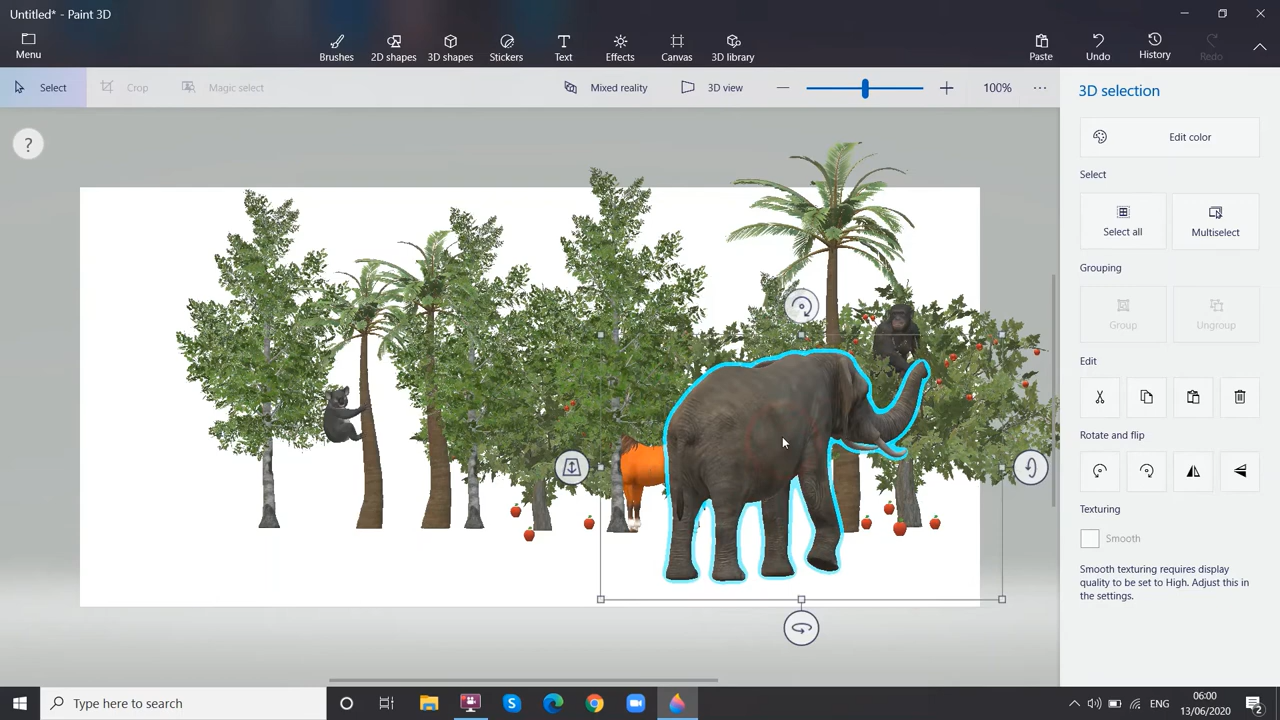 Untitled* - Paint 3D
Menu
Brushes
2D shapes
3D shapes
Stickers
Text
Effects
Canvas
3D library
Paste
Undo
History
Redo
Select
Crop
Magic select
Mixed reality
3D view
100%
?
3D selection
Edit color
Select
Select all
Multiselect
Grouping
Group
Ungroup
Edit
Rotate and flip
Texturing
Smooth
Smooth texturing requires display
quality to be set to High. Adjust this in
the settings.
Type here to search
ENG
06:00
13/06/2020
2